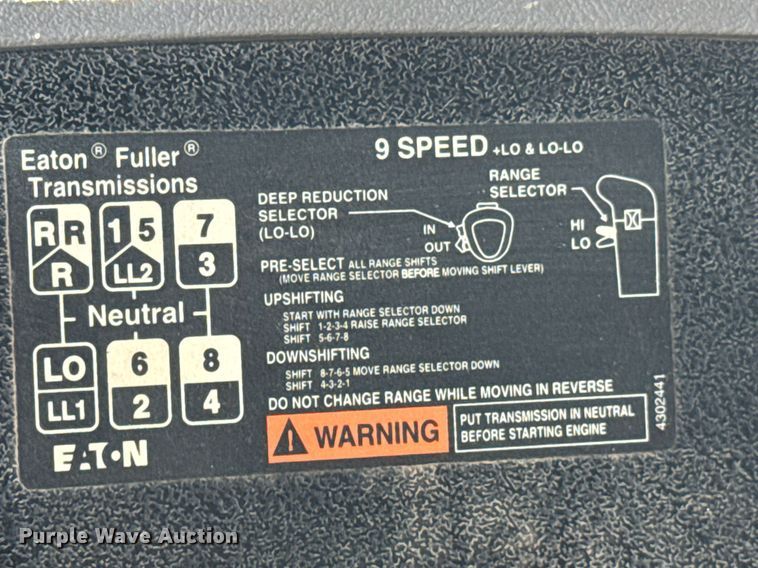 Eaton® Fuller®
Transmissions
9 SPEED +LO & LO-LO
R R
R
1 5
LL2
7
3
Neutral
LO
LL1
6
2
8
4
EATON
DEEP REDUCTION
SELECTOR
(LO-LO)
IN
OUT
RANGE
SELECTOR
HI
LO
PRE-SELECT ALL RANGE SHIFTS
(MOVE RANGE SELECTOR BEFORE MOVING SHIFT LEVER)
UPSHIFTING
START WITH RANGE SELECTOR DOWN
SHIFT 1-2-3-4 RAISE RANGE SELECTOR
SHIFT 5-6-7-8
DOWNSHIFTING
SHIFT 8-7-6-5 MOVE RANGE SELECTOR DOWN
SHIFT 4-3-2-1
DO NOT CHANGE RANGE WHILE MOVING IN REVERSE
WARNING
PUT TRANSMISSION IN NEUTRAL
BEFORE STARTING ENGINE
4302441
Purple Wave Auction